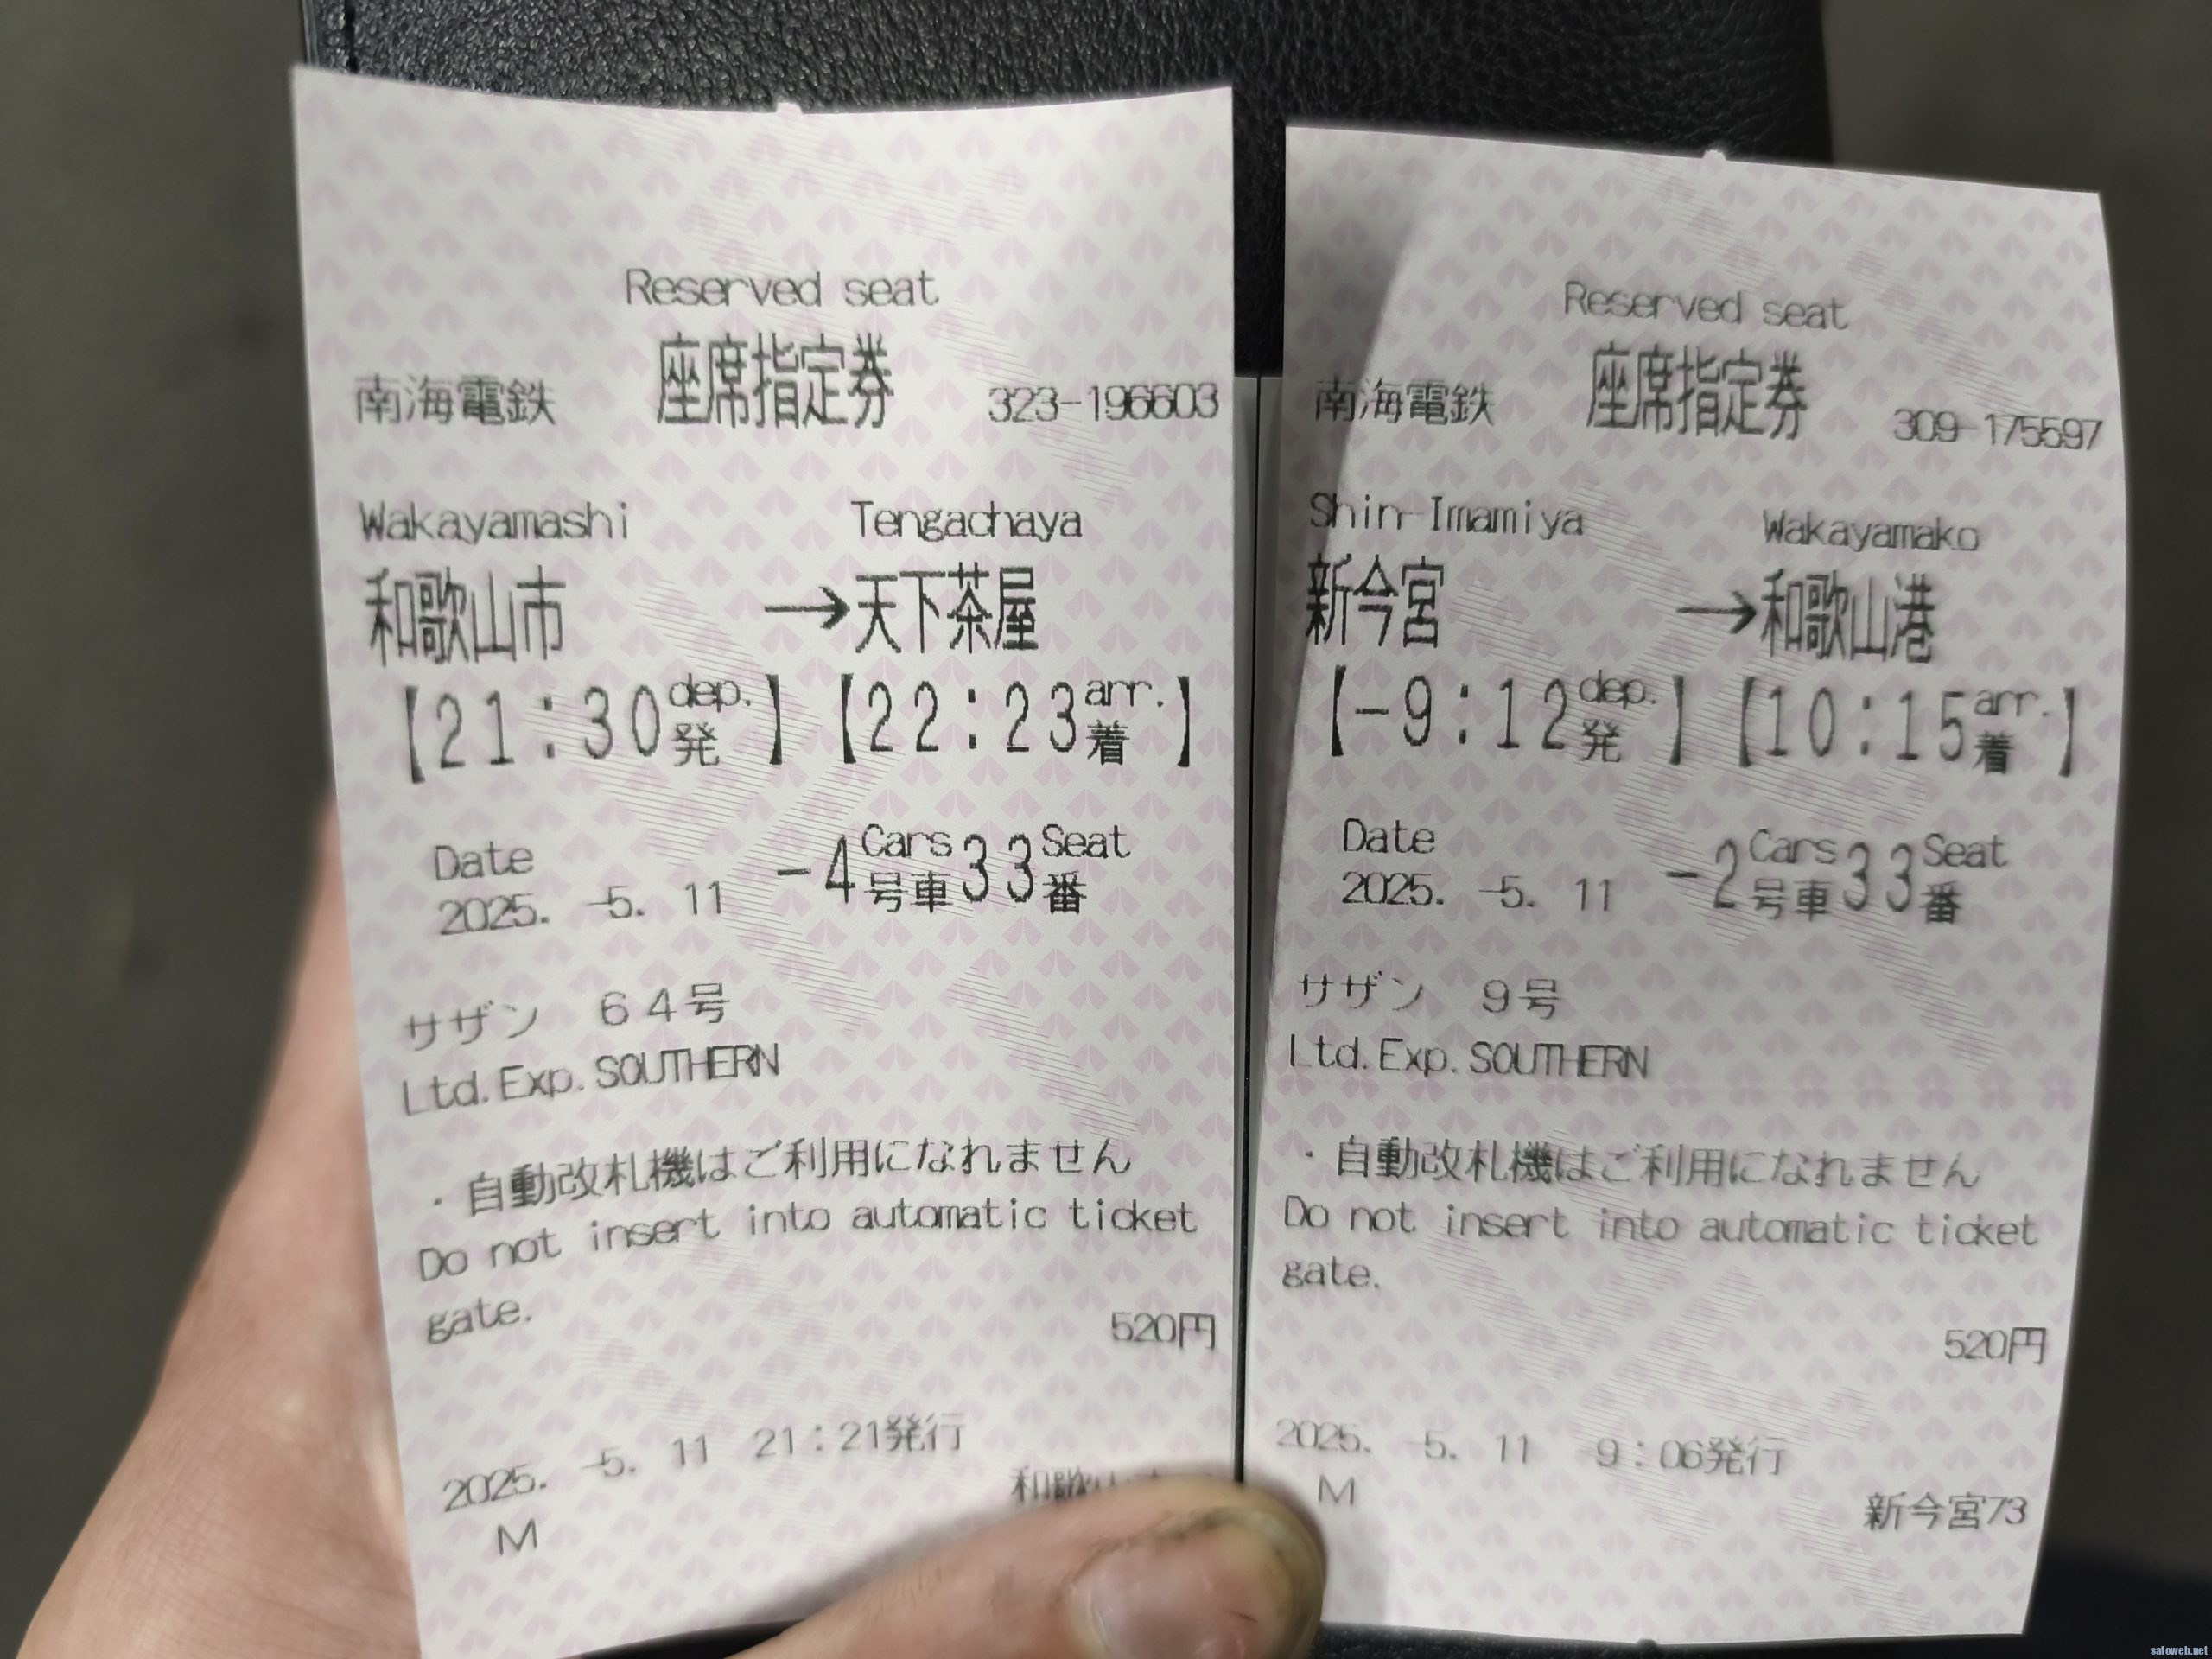 Reserved seat
南海電鉄 座席指定券 323-196603
Wakayamashi Tengachaya
和歌山市 →天下茶屋
【21:30dep.発】【22:23arr.着】
Date -4Cars号車33Seat番
2025. -5. 11
サザン 64号
Ltd.Exp.SOUTHERN
・自動改札機はご利用になれません
Do not insert into automatic ticket
gate.
520円
2025. -5. 11 21:21発行
M
Reserved seat
南海電鉄 座席指定券 309-175597
Shin-Imamiya Wakayamako
新今宮 →和歌山港
【-9:12dep.発】【10:15arr.着】
Date -2Cars号車33Seat番
2025. -5. 11
サザン 9号
Ltd.Exp.SOUTHERN
・自動改札機はご利用になれません
Do not insert into automatic ticket
gate.
520円
2025. -5. 11 -9:06発行
M
新今宮73
satoweb.net